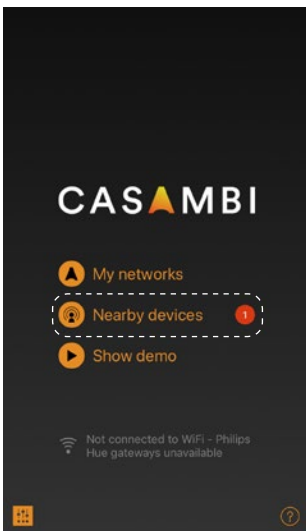 CASAMBI
My networks
Nearby devices 1
Show demo
Not connected to WiFi - Philips
Hue gateways unavailable
?